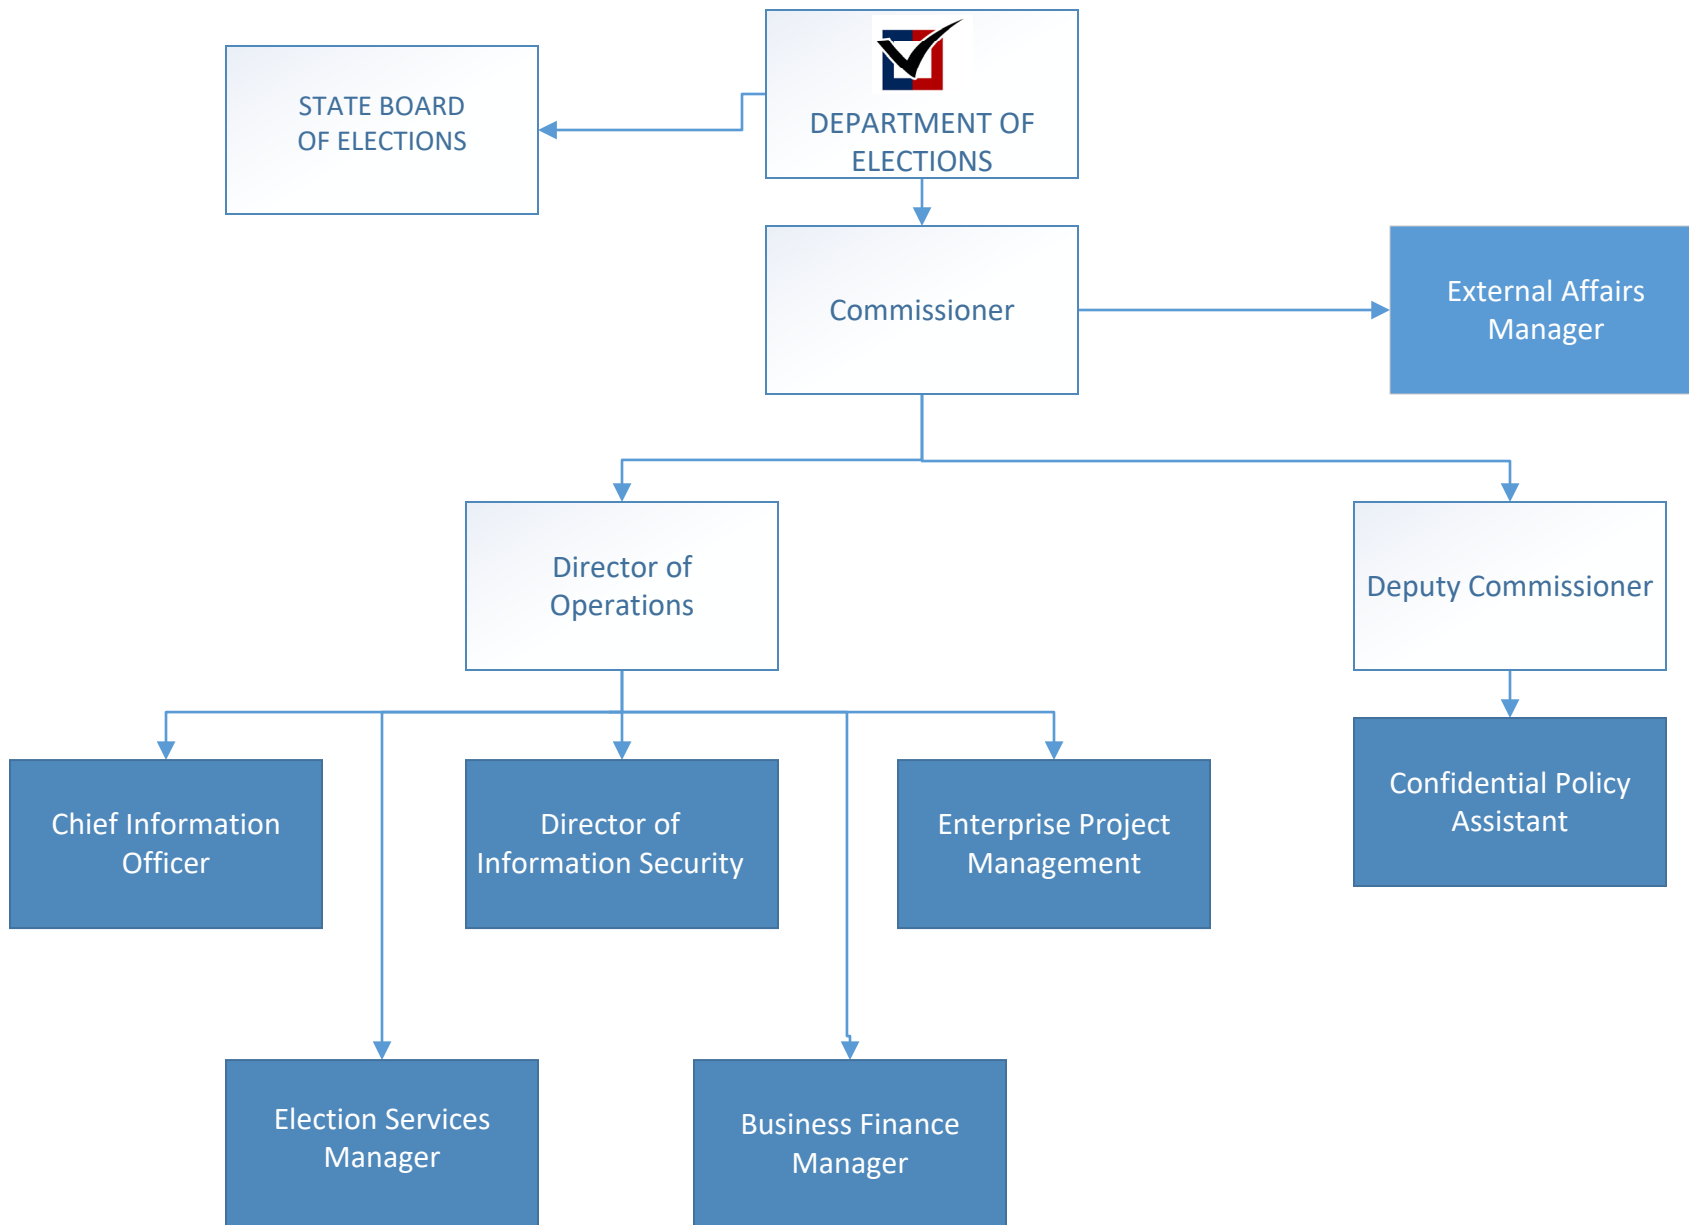 STATE BOARD
OF ELECTIONS
DEPARTMENT OF
ELECTIONS
Commissioner
External Affairs
Manager
Director of
Operations
Deputy Commissioner
Chief Information
Officer
Director of
Information Security
Enterprise Project
Management
Confidential Policy
Assistant
Election Services
Manager
Business Finance
Manager